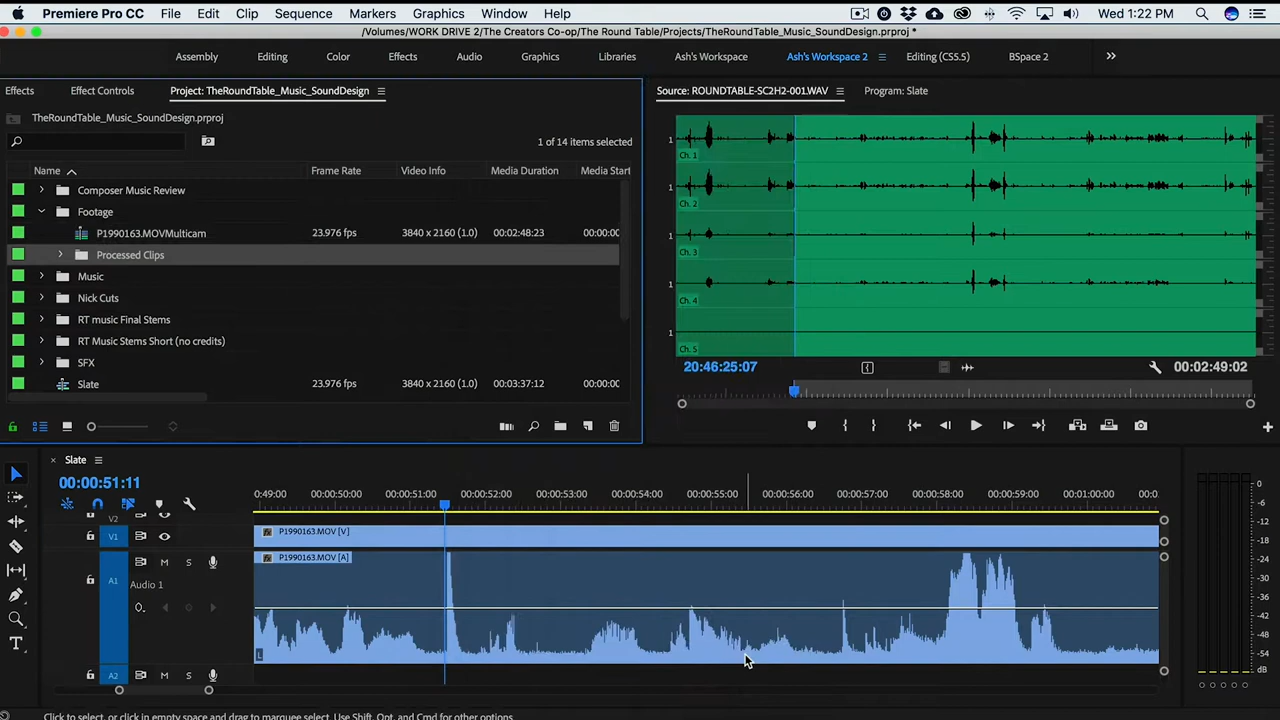 Premiere Pro CC File Edit Clip Sequence Markers Graphics Window Help Wed 1:22 PM
/Volumes/WORK DRIVE 2/The Creators Co-op/The Round Table/Projects/TheRoundTable_Music_SoundDesign.prproj *
Assembly Editing Color Effects Audio Graphics Libraries Ash's Workspace Ash's Workspace 2 Editing (CS5.5) BSpace 2
Effects Effect Controls Project: TheRoundTable_Music_SoundDesign
Source: ROUNDTABLE-SC2H2-001.WAV Program: Slate
TheRoundTable_Music_SoundDesign.prproj
1 of 14 items selected
Name Frame Rate Video Info Media Duration Media Start
Composer Music Review
Footage
P1990163.MOVMulticam 23.976 fps 3840 x 2160 (1.0) 00:02:48:23 00:00:00
Processed Clips
Music
Nick Cuts
RT music Final Stems
RT Music Stems Short (no credits)
SFX
Slate 23.976 fps 3840 x 2160 (1.0) 00:03:37:12 00:00:00
1
Ch. 1
1
Ch. 2
1
Ch. 3
1
Ch. 4
1
Ch. 5
20:46:25:07 00:02:49:02
Slate
00:00:51:11
0:49:00 00:00:50:00 00:00:51:00 00:00:52:00 00:00:53:00 00:00:54:00 00:00:55:00 00:00:56:00 00:00:57:00 00:00:58:00 00:00:59:00 00:01:00:00 00:0
V2
V1 P1990163.MOV [V]
A1 M S P1990163.MOV [A]
Audio 1
L
A2 M S
0
-6
-12
-18
-24
-30
-36
-42
-48
-54
dB
S S S S S
Click to select, or click in empty space and drag to marquee select. Use Shift, Opt, and Cmd for other options.